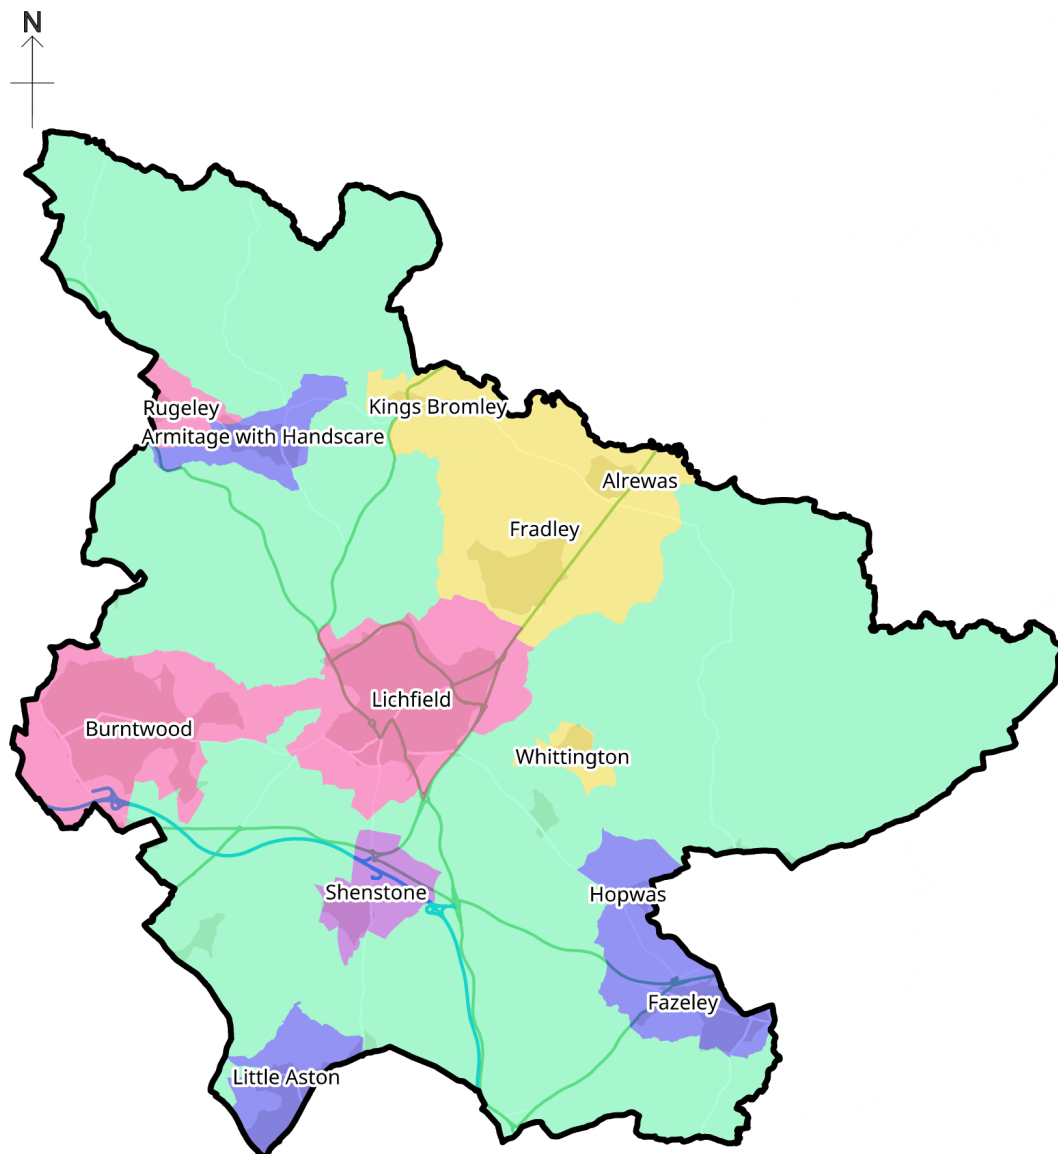 N
Rugeley
Kings Bromley
Armitage with Handscare
Alrewas
Fradley
Lichfield
Burntwood
Whittington
Shenstone
Hopwas
Fazeley
Little Aston